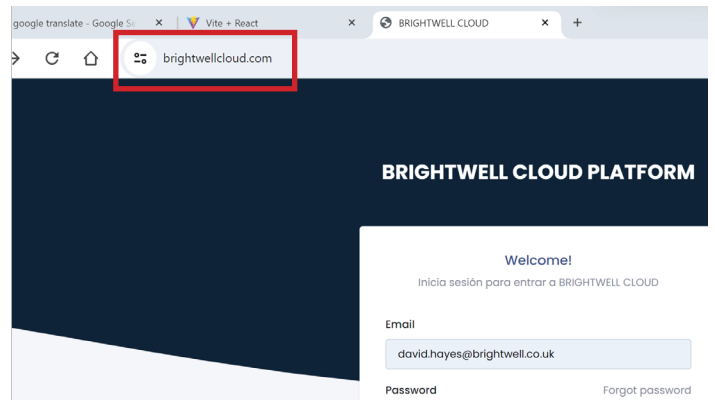 google translate - Google Se
Vite + React
BRIGHTWELL CLOUD
brightwellcloud.com
BRIGHTWELL CLOUD PLATFORM
Welcome!
Inicia sesión para entrar a BRIGHTWELL CLOUD
Email
david.hayes@brightwell.co.uk
Password Forgot password